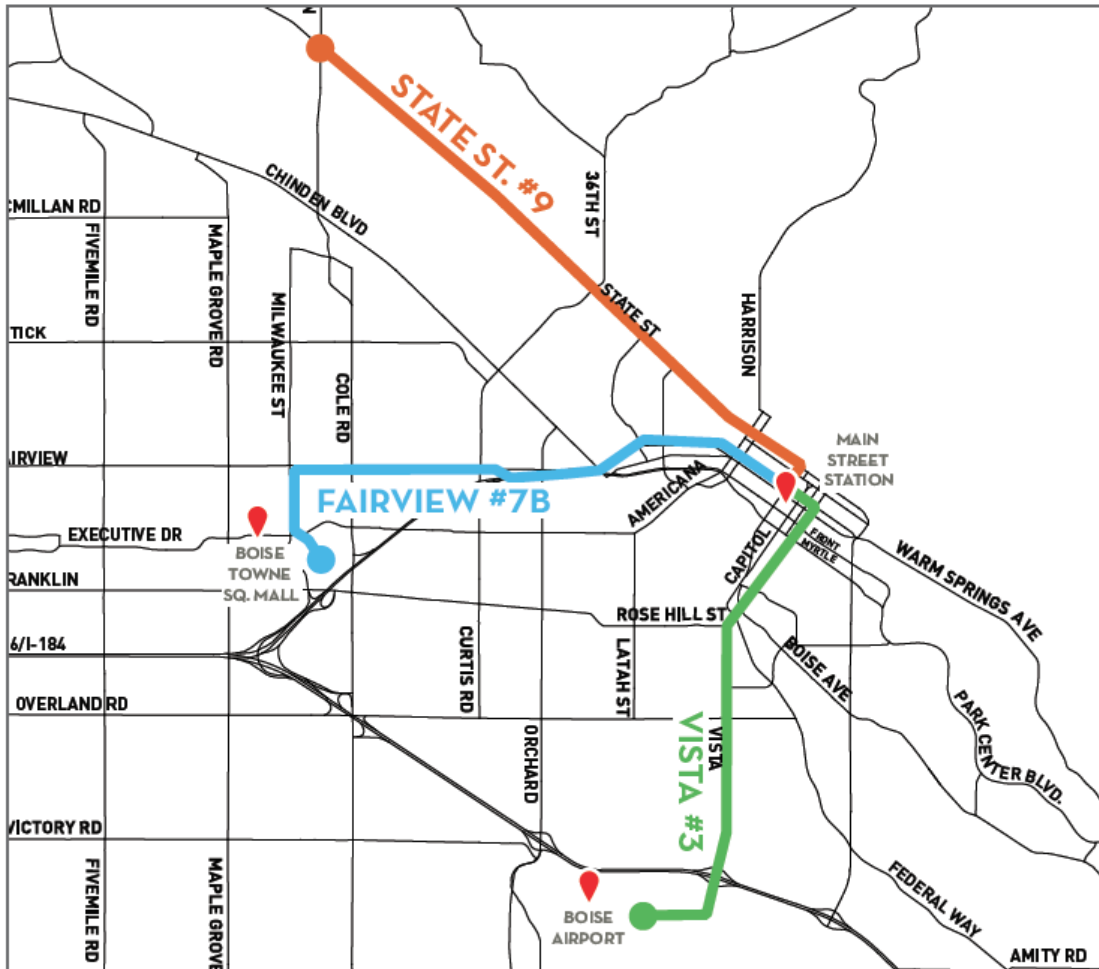 N
STATE ST. #9
CHINDEN BLVD
36TH ST
CMILLAN RD
FIVEMILE RD
MAPLE GROVE RD
MILWAUKEE ST
STATE ST
HARRISON
TICK
COLE RD
AIRVIEW
MAIN
STREET
STATION
FAIRVIEW #7B
AMERICANA
EXECUTIVE DR
BOISE
TOWNE
SQ. MALL
CAPITOL
FRONT
MYRTLE
WARM SPRINGS AVE
RANKLIN
ROSE HILL ST
6/I-184
CURTIS RD
LATAH ST
BOISE AVE
OVERLAND RD
PARK CENTER BLVD.
ORCHARD
VISTA
VISTA #3
VICTORY RD
FIVEMILE RD
MAPLE GROVE
BOISE
AIRPORT
FEDERAL WAY
AMITY RD